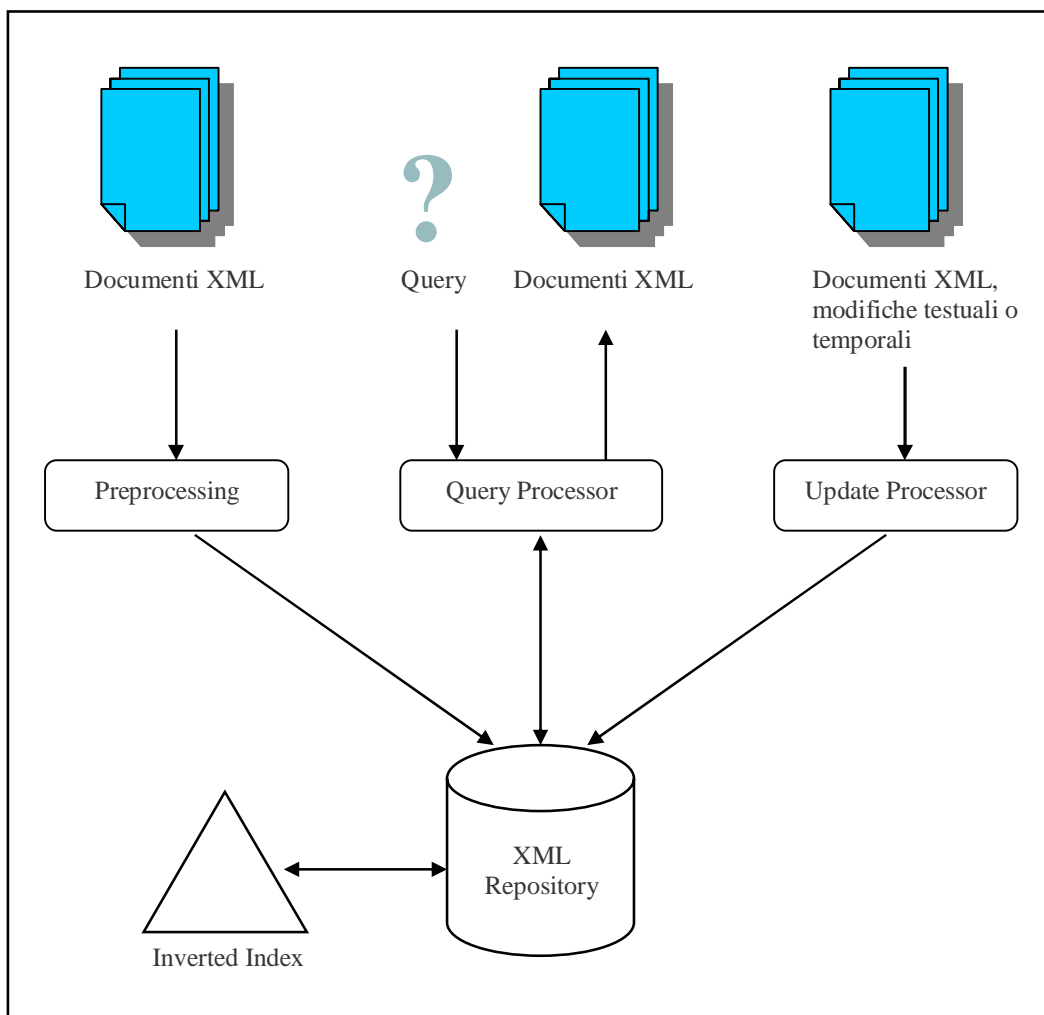 ?
Documenti XML
Query
Documenti XML
Documenti XML,
modifiche testuali o
temporali
Preprocessing
Query Processor
Update Processor
XML
Repository
Inverted Index